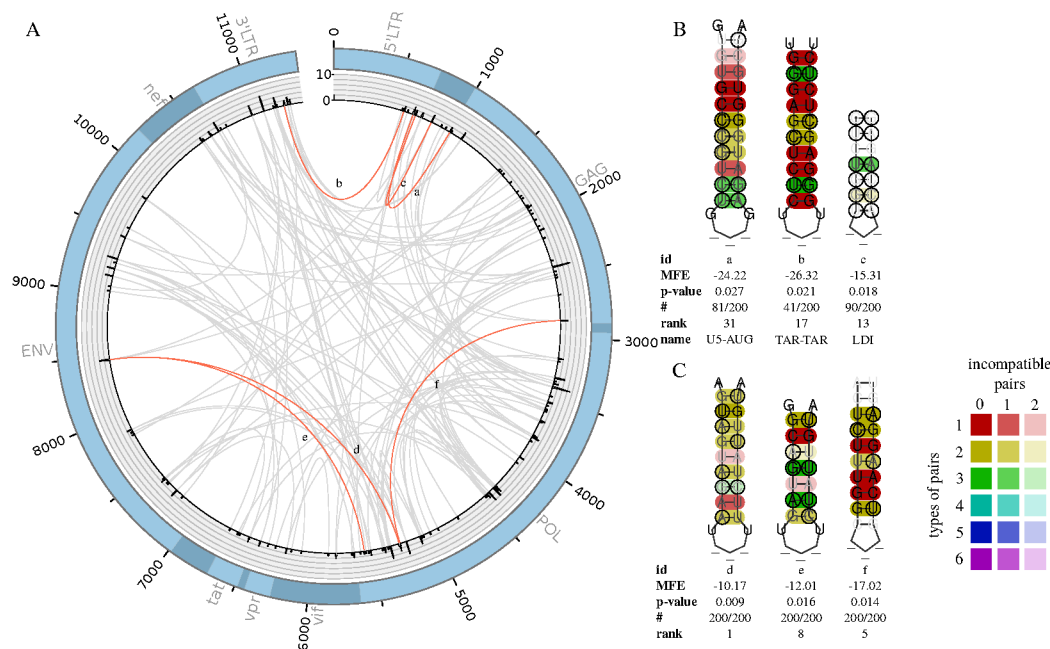 A
0
10
0
5'LTR
1000
GAG
2000
3000
4000
POL
5000
6000
vif
vpr
tat
7000
8000
ENV
9000
10000
nef
11000
3'LTR
a
b
c
d
e
f
B
id a b c
MFE -24.22 -26.32 -15.31
p-value 0.027 0.021 0.018
# 81/200 41/200 90/200
rank 31 17 13
name U5-AUG TAR-TAR LDI
C
id d e f
MFE -10.17 -12.01 -17.02
p-value 0.009 0.016 0.014
# 200/200 200/200 200/200
rank 1 8 5
incompatible
pairs
0 1 2
types of pairs
1
2
3
4
5
6